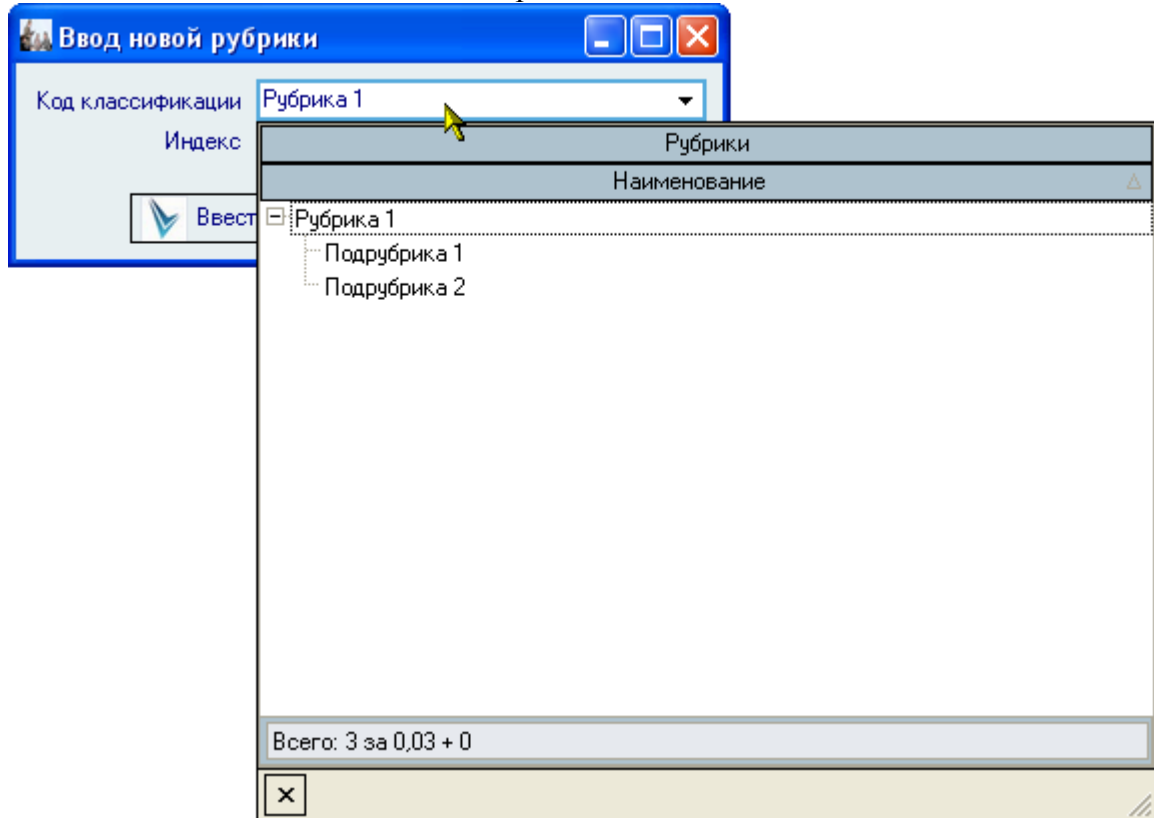 Ввод новой рубрики
Код классификации Рубрика 1
Индекс
Рубрики
Наименование
Ввест
Рубрика 1
Подрубрика 1
Подрубрика 2
Всего: 3 за 0,03 + 0